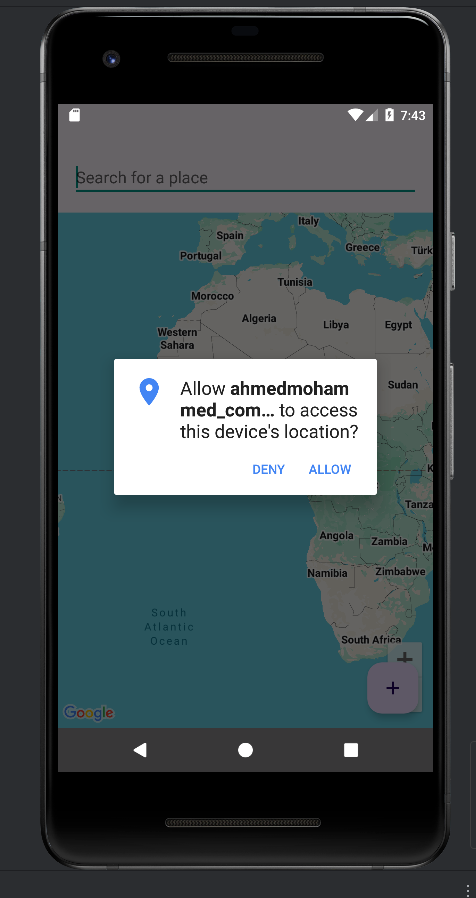 7:43
Search for a place
Italy
Spain
Greece
Türk
Portugal
Tunisia
Morocco
Algeria
Libya
Egypt
Western
Sahara
Allow ahmedmoham
med_com... to access
this device's location?
Sudan
DENY ALLOW
K
Tanza
Angola
Zambia
M
Namibia
Zimbabwe
South
Atlantic
Ocean
South Africa
Google